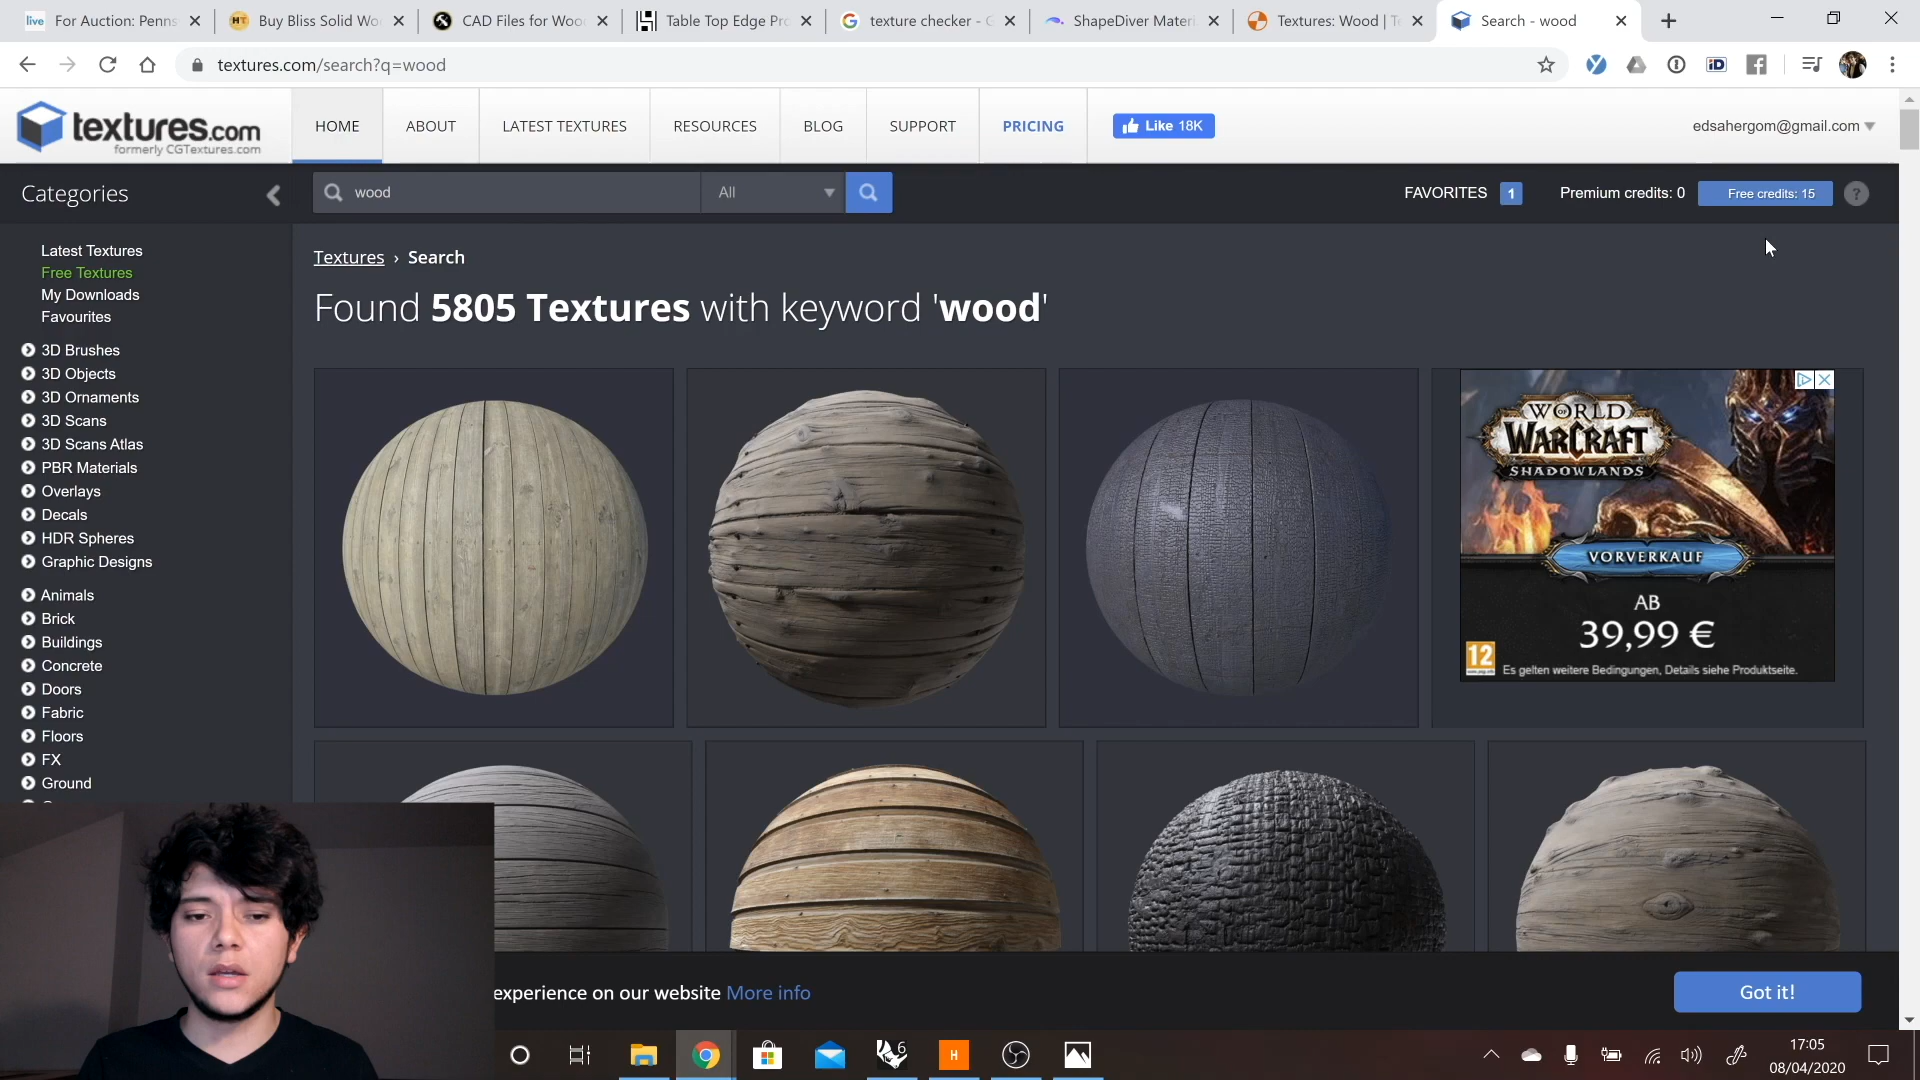 live For Auction: Penns
HT Buy Bliss Solid Wo
CAD Files for Woo
Table Top Edge Pro
texture checker - G
ShapeDiver Materi
Textures: Wood | Te
Search - wood
textures.com/search?q=wood
textures.com
formerly CGTextures.com
HOME
ABOUT
LATEST TEXTURES
RESOURCES
BLOG
SUPPORT
PRICING
Like 18K
edsahergom@gmail.com
Categories
wood
All
FAVORITES 1
Premium credits: 0
Free credits: 15
?
Latest Textures
Free Textures
My Downloads
Favourites
3D Brushes
3D Objects
3D Ornaments
3D Scans
3D Scans Atlas
PBR Materials
Overlays
Decals
HDR Spheres
Graphic Designs
Animals
Brick
Buildings
Concrete
Doors
Fabric
Floors
FX
Ground
Textures › Search
Found 5805 Textures with keyword 'wood'
WORLD
OF
WARCRAFT
SHADOWLANDS
VORVERKAUF
AB
39,99 €
12
Es gelten weitere Bedingungen, Details siehe Produktseite.
experience on our website More info
Got it!
6
H
17:05
08/04/2020